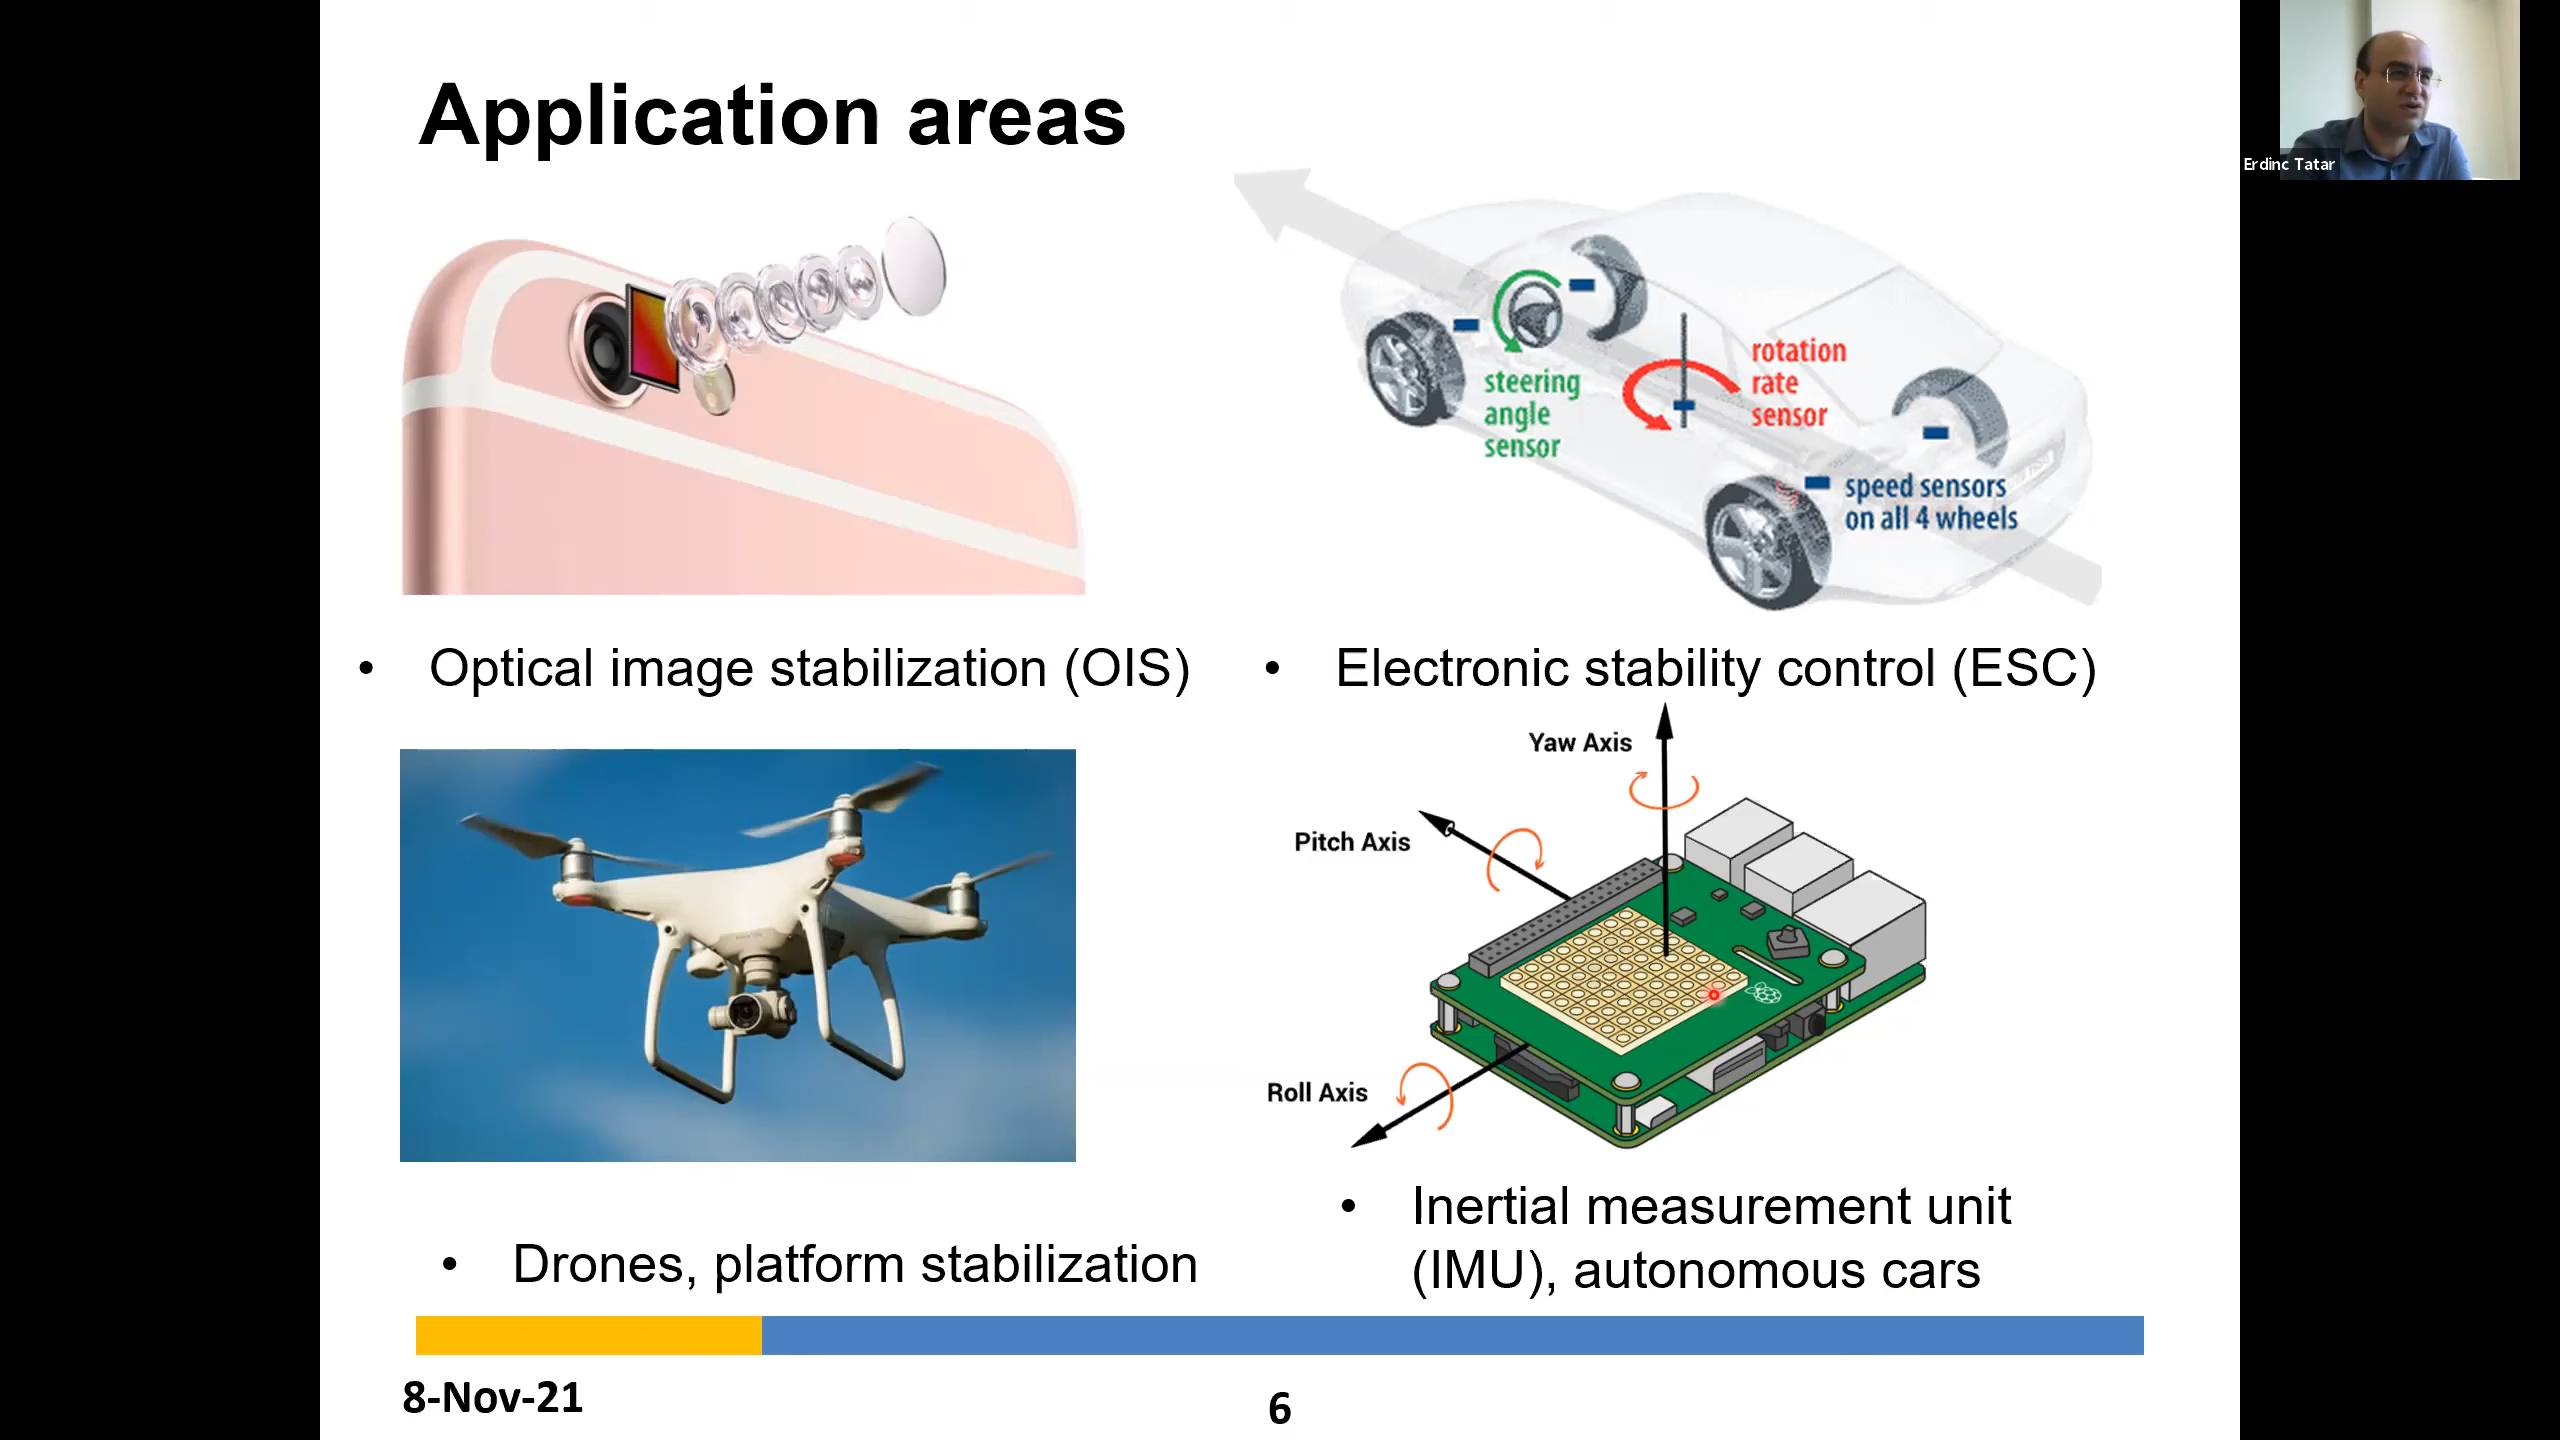 Application areas
Erdinc Tatar
steering
angle
sensor
rotation
rate
sensor
speed sensors
on all 4 wheels
• Optical image stabilization (OIS)
• Electronic stability control (ESC)
Yaw Axis
Pitch Axis
Roll Axis
• Drones, platform stabilization
• Inertial measurement unit
(IMU), autonomous cars
8-Nov-21
6